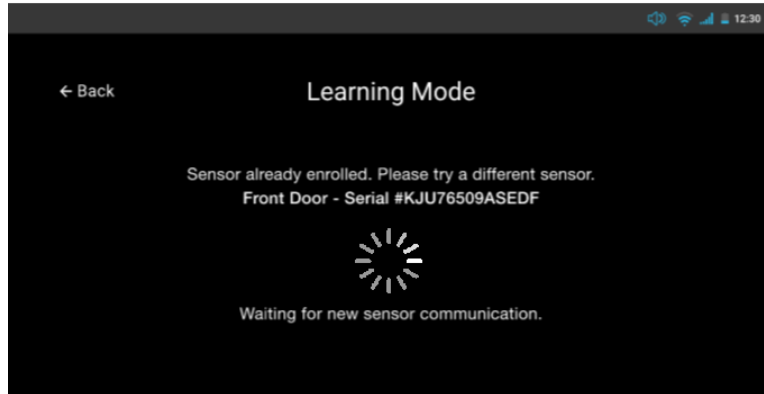 12:30
← Back
Learning Mode
Sensor already enrolled. Please try a different sensor.
Front Door - Serial #KJU76509ASEDF
Waiting for new sensor communication.